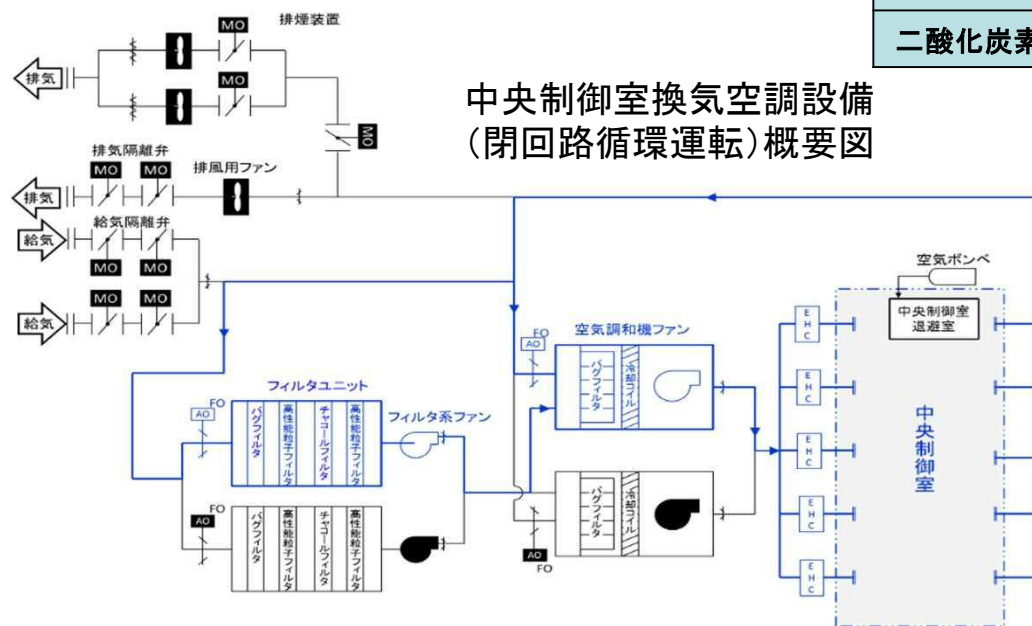 二酸化炭素
中央制御室換気空調設備
（閉回路循環運転）概要図
MO
排煙装置
排気
MO
MO
排気隔離弁
MO
MO
排風用ファン
排気
給気隔離弁
給気
MO
MO
MO
MO
給気
空気ボンベ
中央制御室
退避室
EHC
EHC
EHC
EHC
EHC
中央制御室
FO
AO
空気調和機ファン
バグフィルタ
冷却コイル
フィルタユニット
FO
AO
バグフィルタ
高性能粒子フィルタ
チャコールフィルタ
高性能粒子フィルタ
フィルタ系ファン
FO
AO
バグフィルタ
高性能粒子フィルタ
チャコールフィルタ
高性能粒子フィルタ
バグフィルタ
冷却コイル
AO
FO